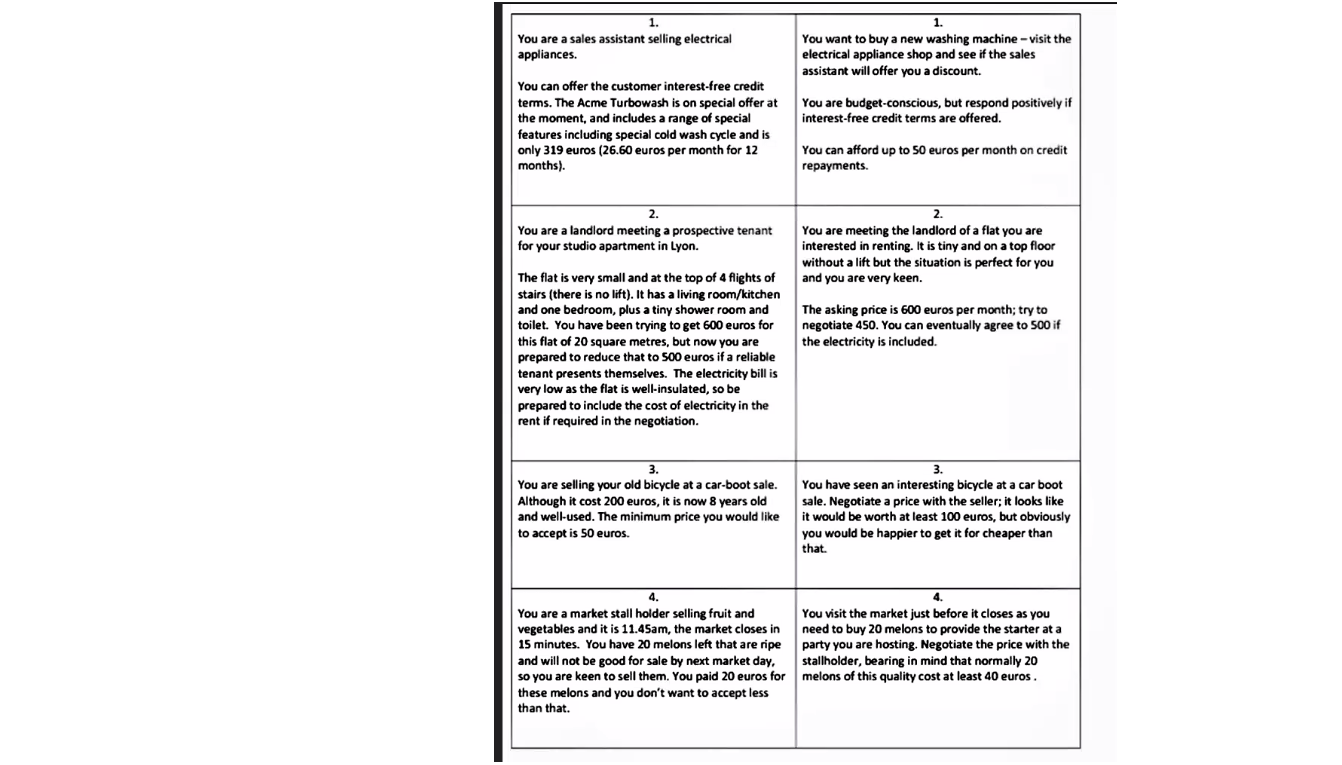 1.
You are a sales assistant selling electrical
appliances.
You can offer the customer interest-free credit
terms. The Acme Turbowash is on special offer at
the moment, and includes a range of special
features including special cold wash cycle and is
only 319 euros (26.60 euros per month for 12
months).
1.
You want to buy a new washing machine – visit the
electrical appliance shop and see if the sales
assistant will offer you a discount.
You are budget-conscious, but respond positively if
interest-free credit terms are offered.
You can afford up to 50 euros per month on credit
repayments.
2.
You are a landlord meeting a prospective tenant
for your studio apartment in Lyon.
The flat is very small and at the top of 4 flights of
stairs (there is no lift). It has a living room/kitchen
and one bedroom, plus a tiny shower room and
toilet. You have been trying to get 600 euros for
this flat of 20 square metres, but now you are
prepared to reduce that to 500 euros if a reliable
tenant presents themselves. The electricity bill is
very low as the flat is well-insulated, so be
prepared to include the cost of electricity in the
rent if required in the negotiation.
2.
You are meeting the landlord of a flat you are
interested in renting. It is tiny and on a top floor
without a lift but the situation is perfect for you
and you are very keen.
The asking price is 600 euros per month; try to
negotiate 450. You can eventually agree to 500 if
the electricity is included.
3.
You are selling your old bicycle at a car-boot sale.
Although it cost 200 euros, it is now 8 years old
and well-used. The minimum price you would like
to accept is 50 euros.
3.
You have seen an interesting bicycle at a car boot
sale. Negotiate a price with the seller; it looks like
it would be worth at least 100 euros, but obviously
you would be happier to get it for cheaper than
that.
4.
You are a market stall holder selling fruit and
vegetables and it is 11.45am, the market closes in
15 minutes. You have 20 melons left that are ripe
and will not be good for sale by next market day,
so you are keen to sell them. You paid 20 euros for
these melons and you don't want to accept less
than that.
4.
You visit the market just before it closes as you
need to buy 20 melons to provide the starter at a
party you are hosting. Negotiate the price with the
stallholder, bearing in mind that normally 20
melons of this quality cost at least 40 euros .